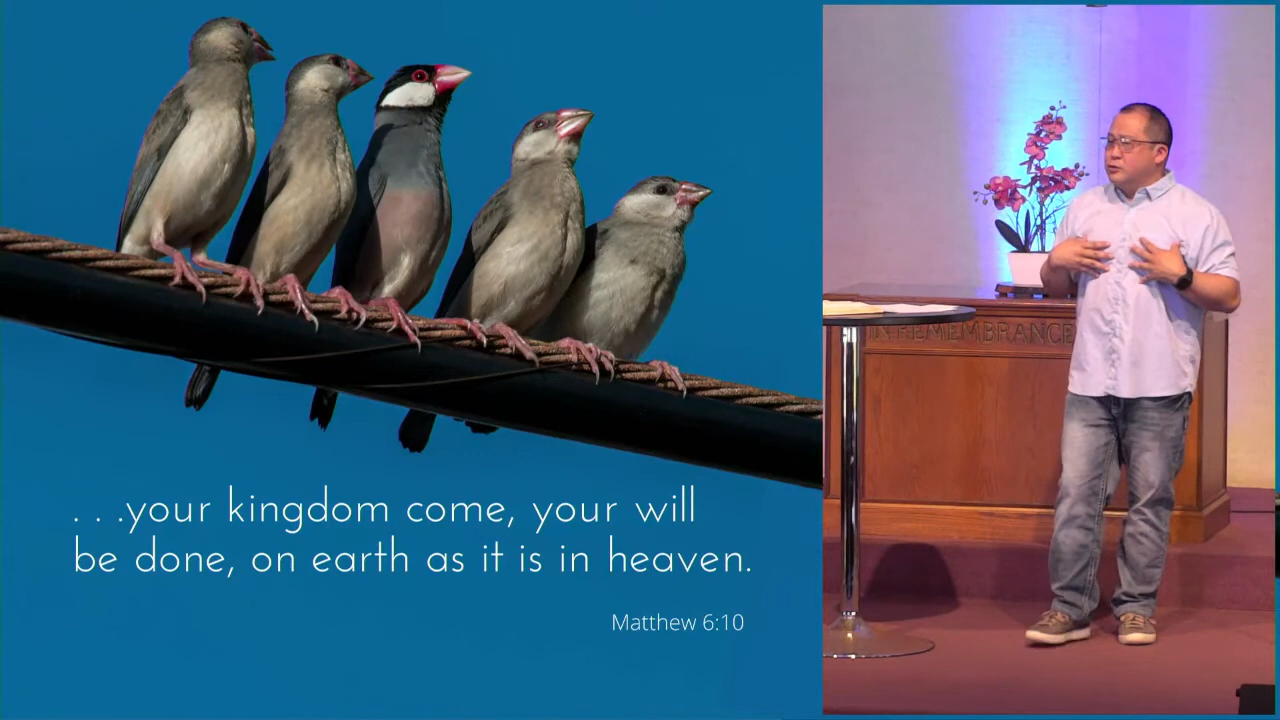 . . .your kingdom come, your will
be done, on earth as it is in heaven.
Matthew 6:10
IN REMEMBRANCE